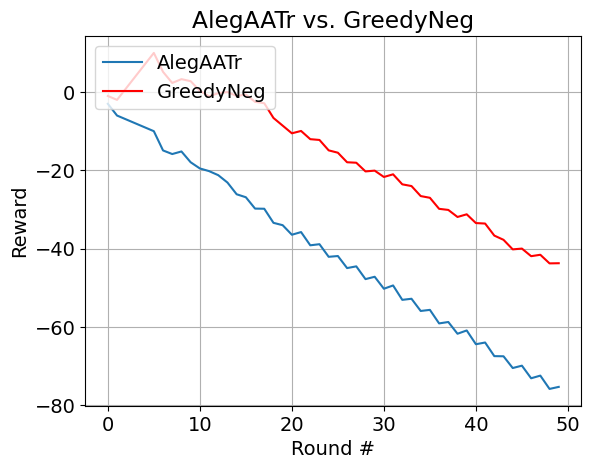 AlegAATr vs. GreedyNeg
AlegAATr
GreedyNeg
0
−20
−40
−60
−80
Reward
0 10 20 30 40 50
Round #